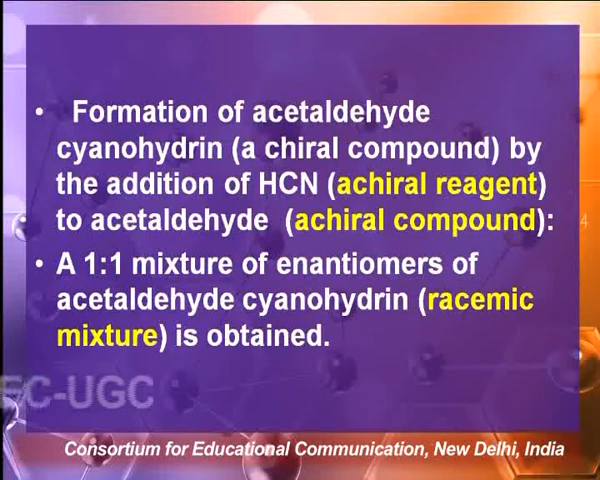 • Formation of acetaldehyde
cyanohydrin (a chiral compound) by
the addition of HCN (achiral reagent)
to acetaldehyde (achiral compound):
• A 1:1 mixture of enantiomers of
acetaldehyde cyanohydrin (racemic
mixture) is obtained.
EC-UGC
Consortium for Educational Communication, New Delhi, India